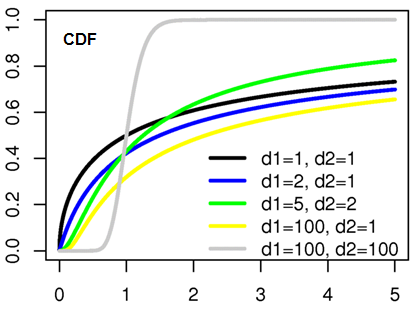 CDF
1.0
0.8
0.6
0.4
0.2
0.0
d1=1, d2=1
d1=2, d2=1
d1=5, d2=2
d1=100, d2=1
d1=100, d2=100
0 1 2 3 4 5